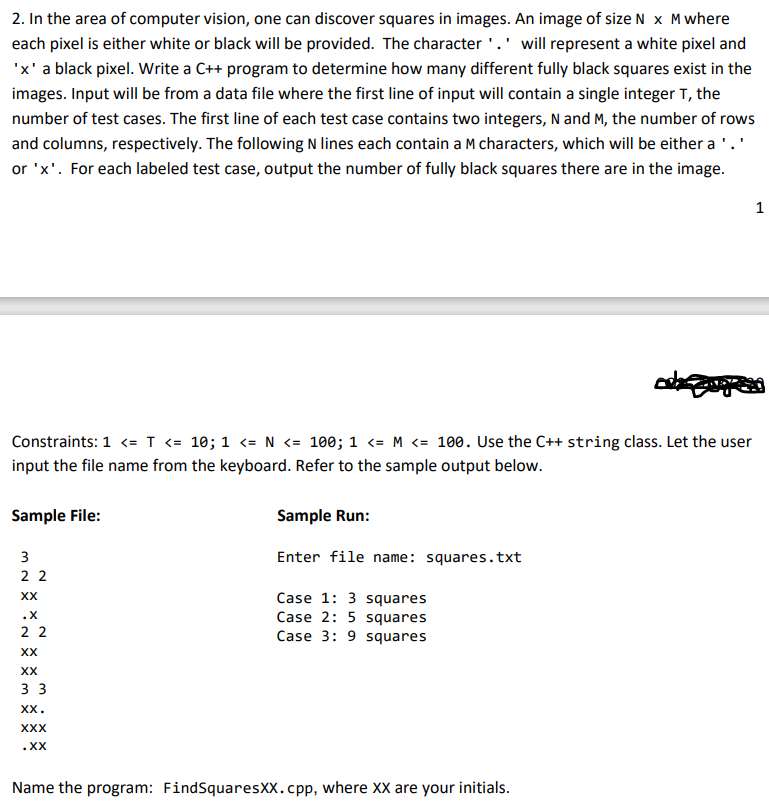 2. In the area of computer vision, one can discover squares in images. An image of size N x M where
each pixel is either white or black will be provided. The character '.' will represent a white pixel and
'x' a black pixel. Write a C++ program to determine how many different fully black squares exist in the
images. Input will be from a data file where the first line of input will contain a single integer T, the
number of test cases. The first line of each test case contains two integers, N and M, the number of rows
and columns, respectively. The following N lines each contain a M characters, which will be either a '.'
or 'x'. For each labeled test case, output the number of fully black squares there are in the image.
1
Constraints: 1 <= T <= 10; 1 <= N <= 100; 1 <= M <= 100. Use the C++ string class. Let the user
input the file name from the keyboard. Refer to the sample output below.
Sample File:
3
2 2
xx
.x
2 2
xx
xx
3 3
xx.
xxx
.xx
Sample Run:
Enter file name: squares.txt
Case 1: 3 squares
Case 2: 5 squares
Case 3: 9 squares
Name the program: FindSquaresXX.cpp, where XX are your initials.